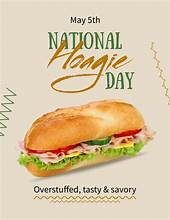 May 5th
NATIONAL
Hoagie
DAY
Overstuffed, tasty & savory